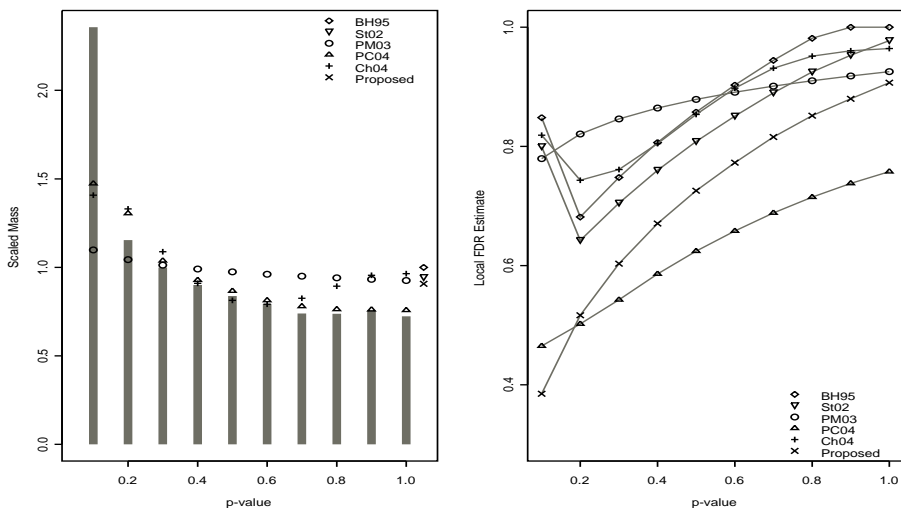 BH95
St02
PM03
PC04
Ch04
Proposed
Scaled Mass
2.0
1.5
1.0
0.5
0.0
0.2 0.4 0.6 0.8 1.0
p-value
Local FDR Estimate
1.0
0.8
0.6
0.4
BH95
St02
PM03
PC04
Ch04
Proposed
0.2 0.4 0.6 0.8 1.0
p-value